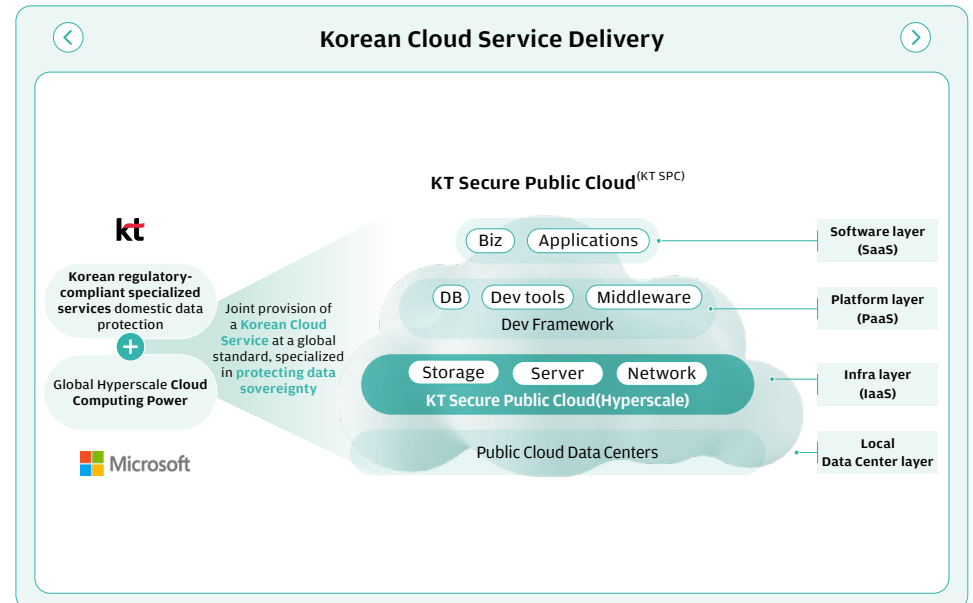 Korean Cloud Service Delivery
KT Secure Public Cloud(KT SPC)
kt
Korean regulatory-
compliant specialized
services domestic data
protection
+
Global Hyperscale Cloud
Computing Power
Microsoft
Joint provision of
a Korean Cloud
Service at a global
standard, specialized
in protecting data
sovereignty
Biz
Applications
Software layer
(SaaS)
DB
Dev tools
Middleware
Dev Framework
Platform layer
(PaaS)
Storage
Server
Network
KT Secure Public Cloud(Hyperscale)
Infra layer
(IaaS)
Public Cloud Data Centers
Local
Data Center layer